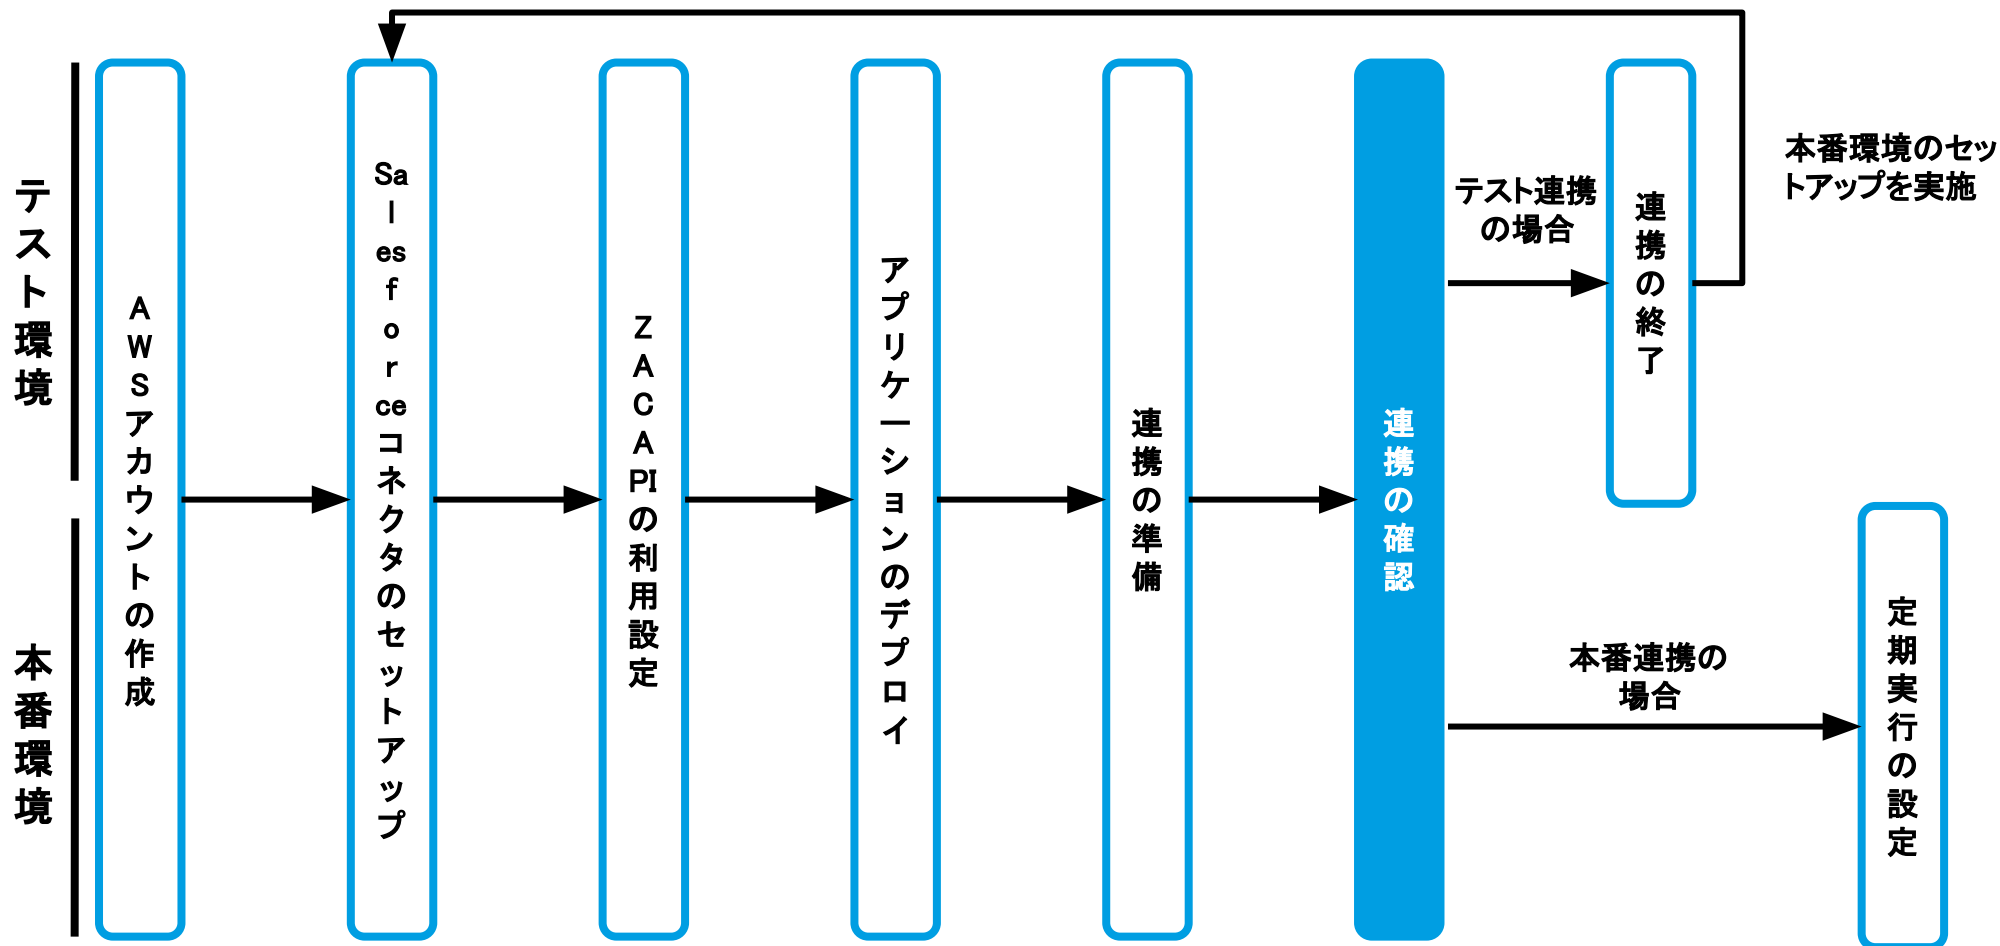 テスト環境
本番環境
AWSアカウントの作成
Salesforceコネクタのセットアップ
ZAC APIの利用設定
アプリケーションのデプロイ
連携の準備
連携の確認
テスト連携
の場合
連携の終了
本番環境のセッ
トアップを実施
本番連携の
場合
定期実行の設定